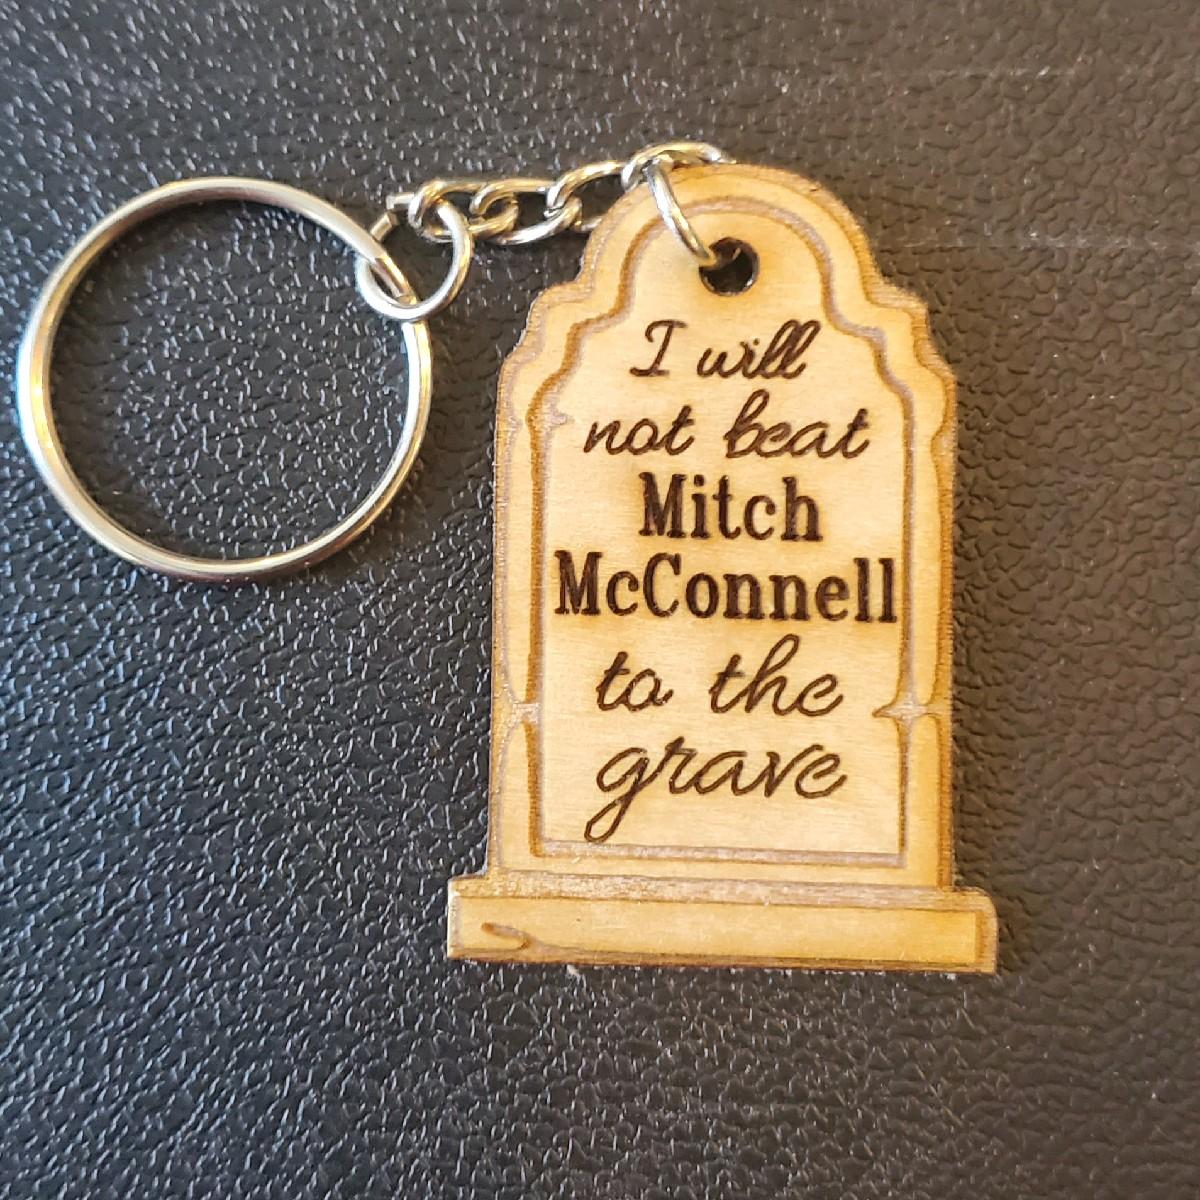 I will
not beat
Mitch
McConnell
to the
grave